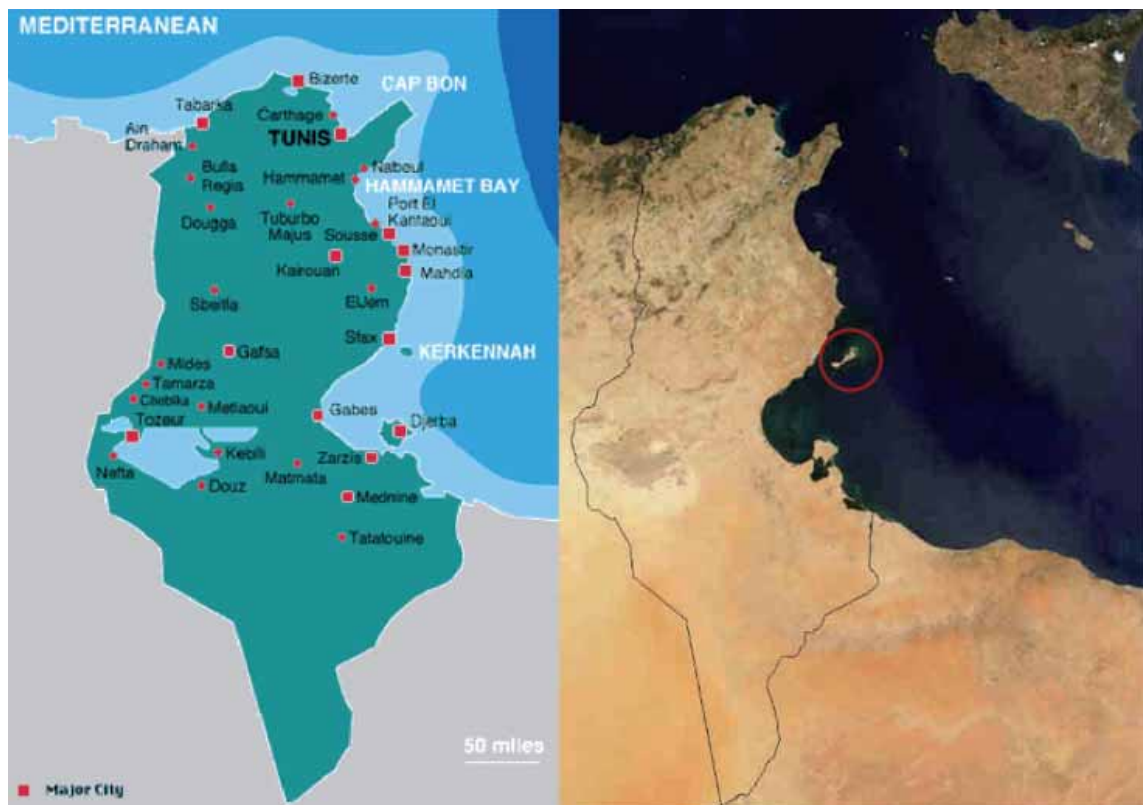 MEDITERRANEAN
Bizerte
CAP BON
Tabarka
Carthage
Ain
Draham
TUNIS
Bulla
Regia
Nabeul
Hammamet
HAMMAMET BAY
Port El
Kantaoui
Dougga
Tuburbo
Majus
Sousse
Monastir
Kairouan
Mahdia
Sbeitla
ElJem
Sfax
KERKENNAH
Gafsa
Mides
Tamarza
Chebika
Metlaoui
Tozeur
Gabes
Djerba
Kebili
Zarzis
Nefta
Matmata
Douz
Mednine
Tatatouine
50 miles
Major City